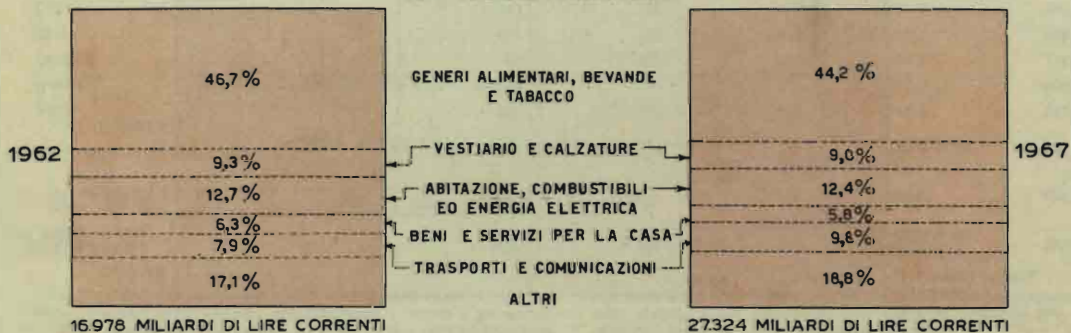 46,7 %
9,3 %
12,7 %
6,3 %
7,9 %
17,1 %
1962
16.978 MILIARDI DI LIRE CORRENTI
GENERI ALIMENTARI, BEVANDE
E TABACCO
VESTIARIO E CALZATURE
ABITAZIONE, COMBUSTIBILI
EO ENERGIA ELETTRICA
BENI E SERVIZI PER LA CASA
TRASPORTI E COMUNICAZIONI
ALTRI
44,2 %
9,0 %
12,4 %
5,8 %
9,8 %
18,8 %
1967
27.324 MILIARDI DI LIRE CORRENTI